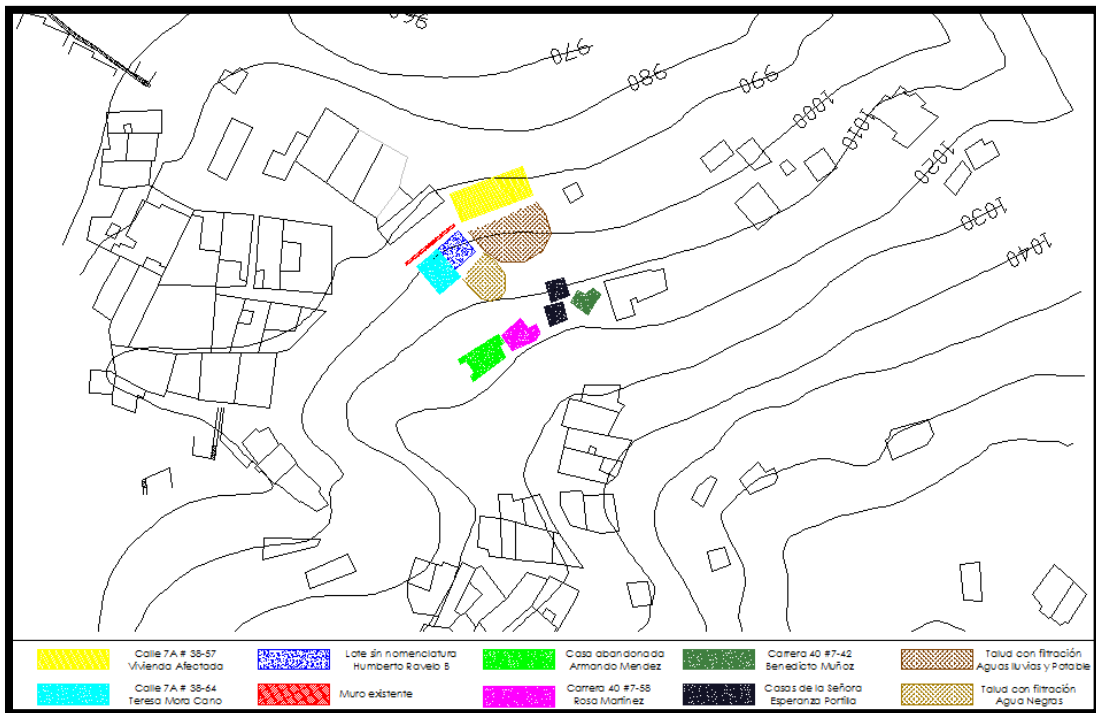 960
970
980
990
1000
1010
1020
1030
1040
Calle 7A # 38-57
Vivienda Afectada
Lote sin nomenclatura
Humberto Ravelo B
Casa abandonada
Armando Mendez
Carrera 40 #7-42
Benedicto Muñoz
Talud con filtración
Aguas lluvias y Potable
Calle 7A # 38-64
Teresa Mora Cano
Muro existente
Carrera 40 #7-58
Rosa Martínez
Casas de la Señora
Esperanza Portilla
Talud con filtración
Agua Negras